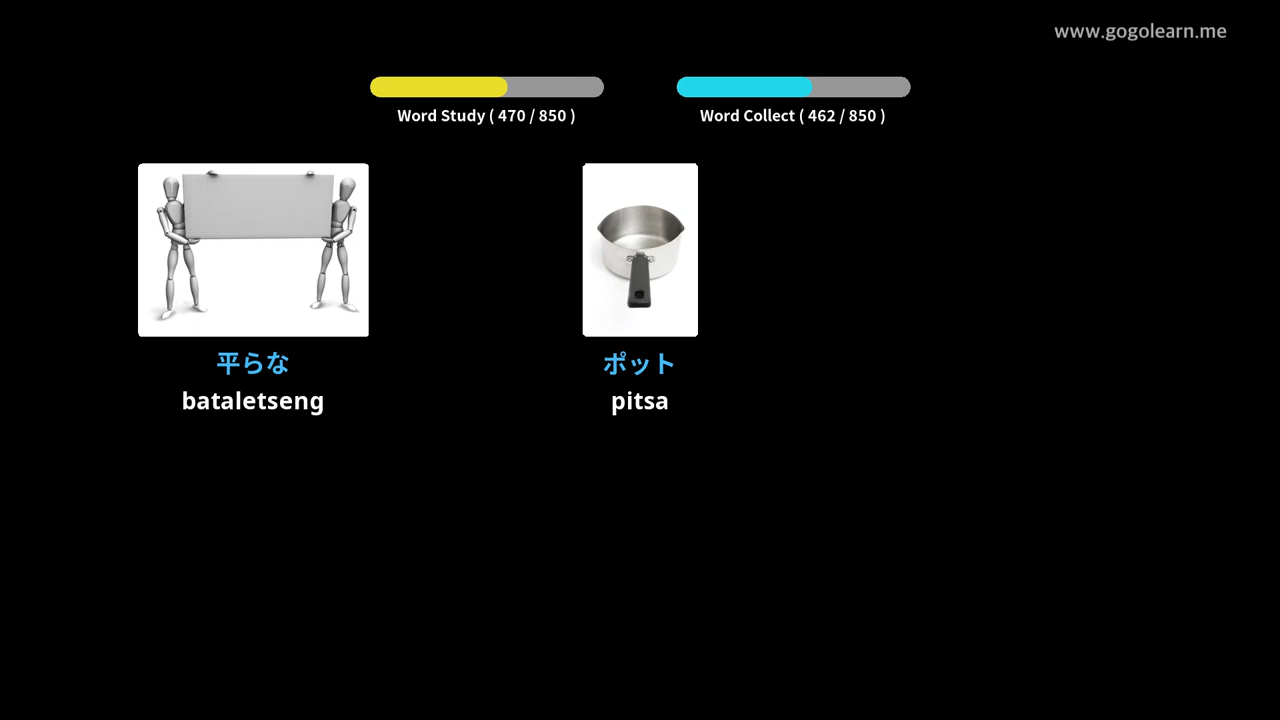 www.gogolearn.me
Word Study ( 470 / 850 )
Word Collect ( 462 / 850 )
平らな
bataletseng
ポット
pitsa